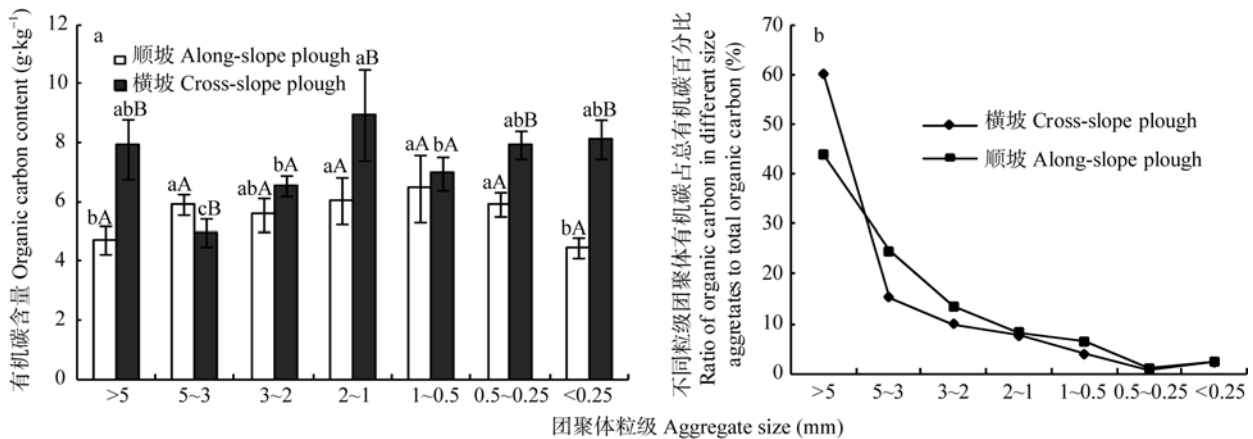 有机碳含量 Organic carbon content (g·kg⁻¹)
12
10
8
6
4
2
0
a
顺坡 Along-slope plough
横坡 Cross-slope plough
bA
abB
aA
cB
abA
bA
aA
aB
aA
bA
aA
abB
bA
abB
>5
5~3
3~2
2~1
1~0.5
0.5~0.25
<0.25
不同粒级团聚体有机碳占总有机碳百分比
Ratio of organic carbon in different size
aggretates to total organic carbon (%)
70
60
50
40
30
20
10
0
b
横坡 Cross-slope plough
顺坡 Along-slope plough
>5
5~3
3~2
2~1
1~0.5
0.5~0.25
<0.25
团聚体粒级 Aggregate size (mm)